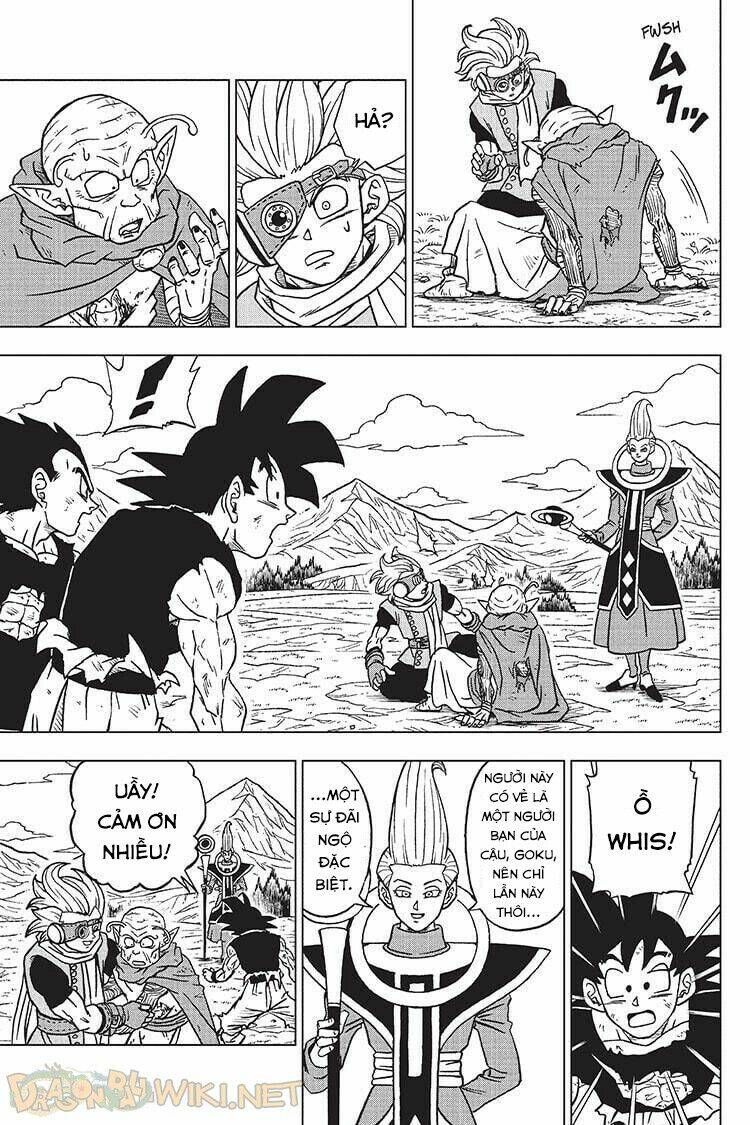 FWSH
ムクッ
HẢ?
!
Ồ
WHIS!
NGƯỜI NÀY
CÓ VẺ LÀ
MỘT NGƯỜI
BẠN CỦA
CẬU, GOKU,
NÊN CHỈ
LẦN NÀY
THÔI...
...MỘT
SỰ ĐÃI
NGỘ
ĐẶC
BIỆT.
UẦY!
CẢM ƠN
NHIỀU!
DRAGONBALLWIKI.NET